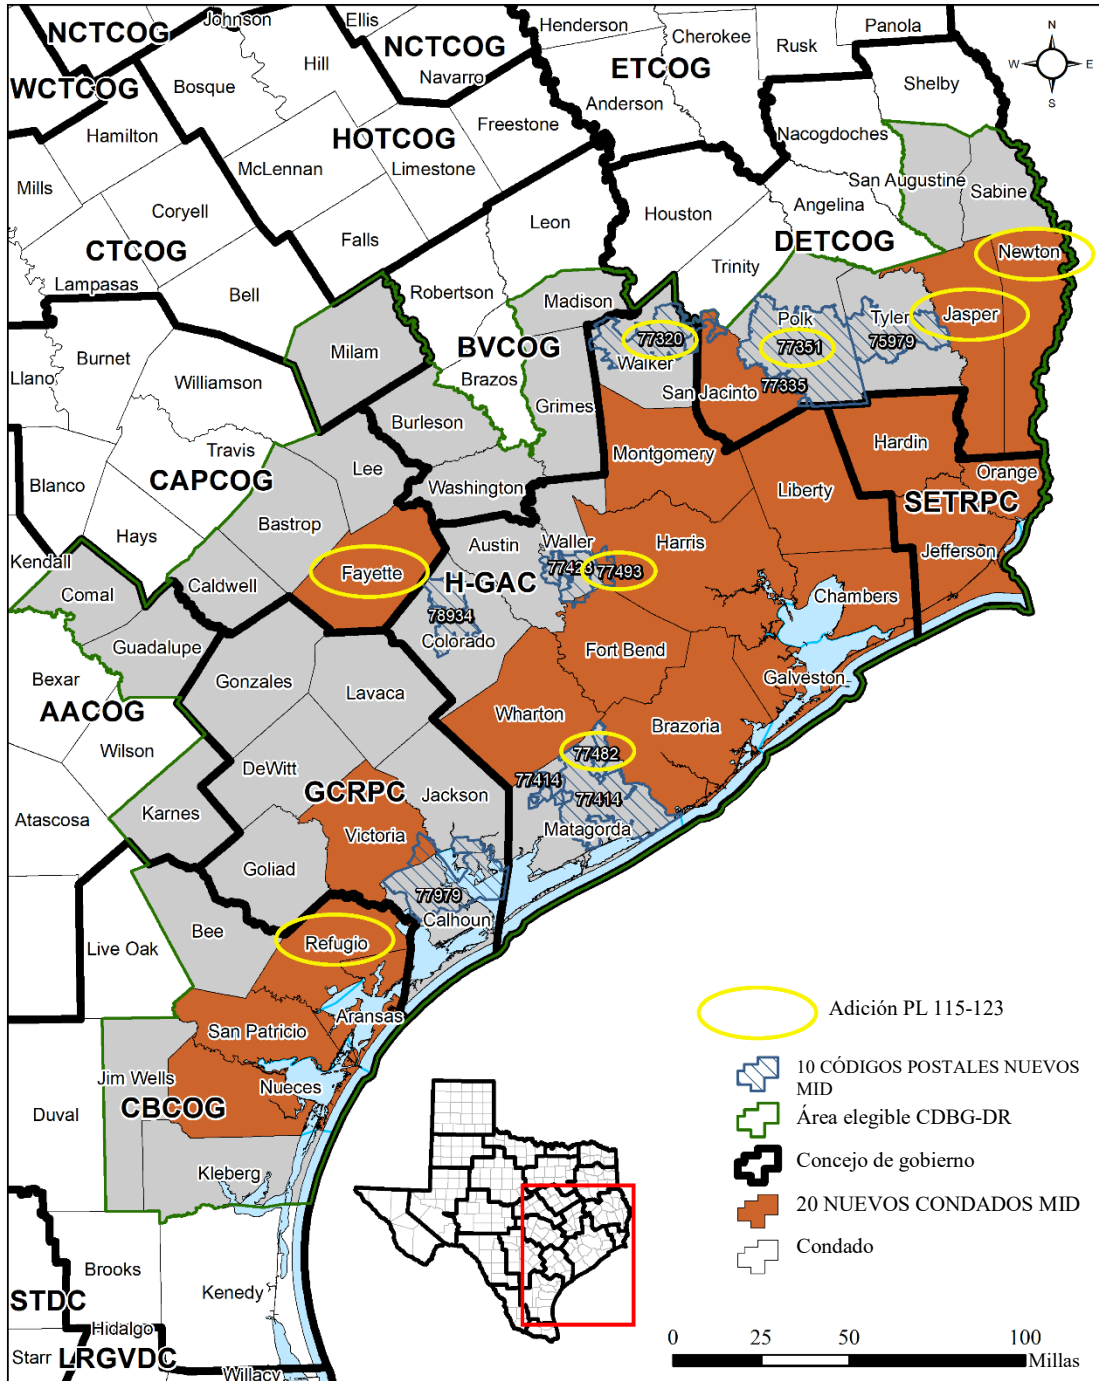 NCTCOG
Johnson
Ellis
NCTCOG
Navarro
Henderson
Cherokee
Rusk
Panola
N
W
E
S
WCTCOG
Bosque
Hill
ETCOG
Anderson
Shelby
Hamilton
HOTCOG
Freestone
Nacogdoches
McLennan
Limestone
San Augustine
Sabine
Mills
Coryell
Leon
Houston
Angelina
CTCOG
Falls
DETCOG
Newton
Lampasas
Bell
Robertson
Trinity
Madison
Polk
Tyler
Jasper
Burnet
Milam
BVCOG
77320
77351
75979
Llano
Williamson
Brazos
Walker
San Jacinto
77335
Grimes
Burleson
Travis
Montgomery
Hardin
Blanco
CAPCOG
Lee
Washington
Liberty
Orange
SETRPC
Bastrop
Hays
Austin
Waller
Harris
Jefferson
Kendall
Fayette
H-GAC
77423
77493
Comal
Caldwell
Chambers
78934
Colorado
Guadalupe
Fort Bend
Bexar
Gonzales
Lavaca
Galveston
AACOG
Wharton
Brazoria
Wilson
77482
DeWitt
77414
GCRPC
Jackson
77414
Karnes
Atascosa
Victoria
Matagorda
Goliad
77979
Calhoun
Bee
Live Oak
Refugio
Aransas
San Patricio
Jim Wells
Nueces
Duval
CBCOG
Kleberg
Brooks
Kenedy
STDC
Hidalgo
Starr
LRGVDC
Willacy
Adición PL 115-123
10 CÓDIGOS POSTALES NUEVOS
MID
Área elegible CDBG-DR
Concejo de gobierno
20 NUEVOS CONDADOS MID
Condado
0
25
50
100
Millas